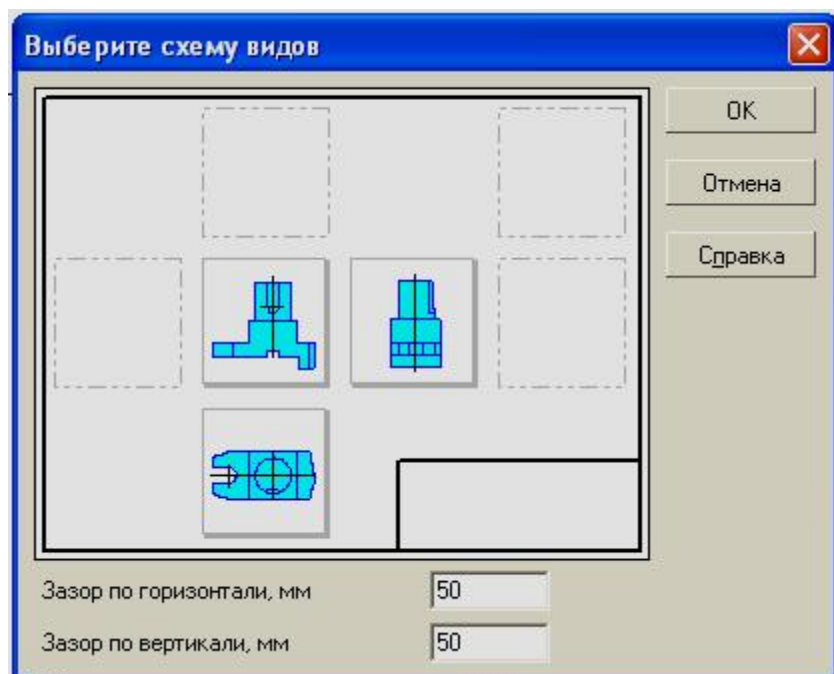 Выберите схему видов
OK
Отмена
Справка
Зазор по горизонтали, мм
50
Зазор по вертикали, мм
50